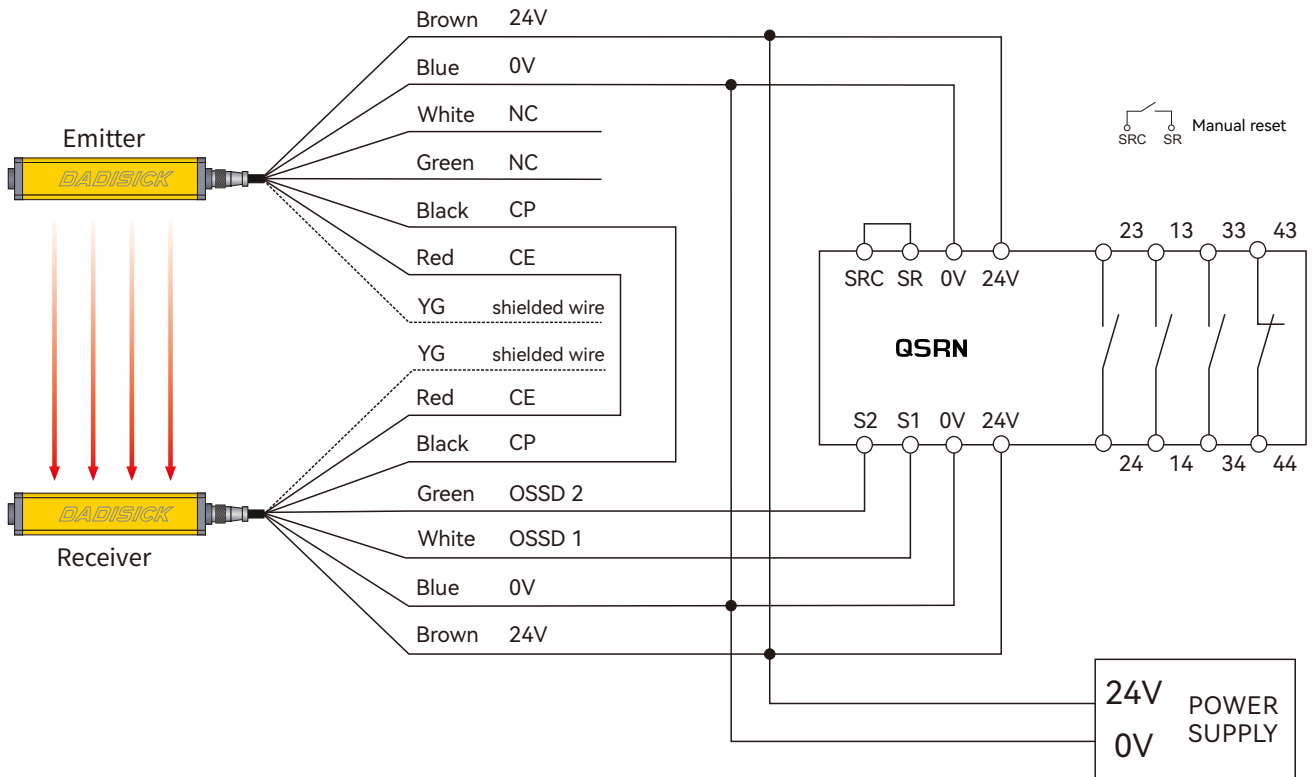 Brown 24V
Blue 0V
White NC
Green NC
Black CP
Red CE
YG shielded wire
YG shielded wire
Red CE
Black CP
Green OSSD 2
White OSSD 1
Blue 0V
Brown 24V
Emitter
DADISICK
DADISICK
Receiver
SRC SR Manual reset
23 13 33 43
SRC SR 0V 24V
QSRN
S2 S1 0V 24V
24 14 34 44
24V
0V
POWER
SUPPLY